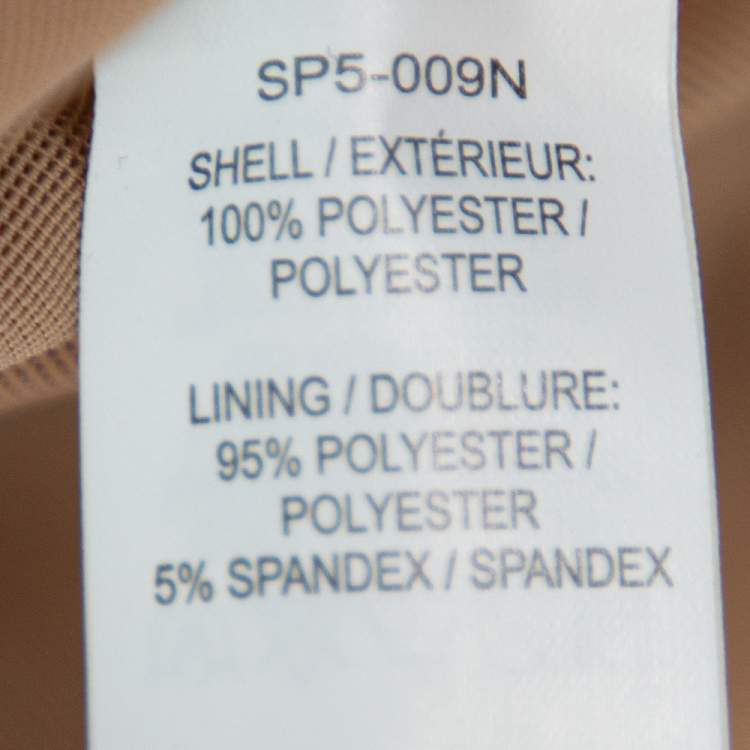 SP5-009N
SHELL / EXTÉRIEUR:
100% POLYESTER /
POLYESTER
LINING / DOUBLURE:
95% POLYESTER /
POLYESTER
5% SPANDEX / SPANDEX